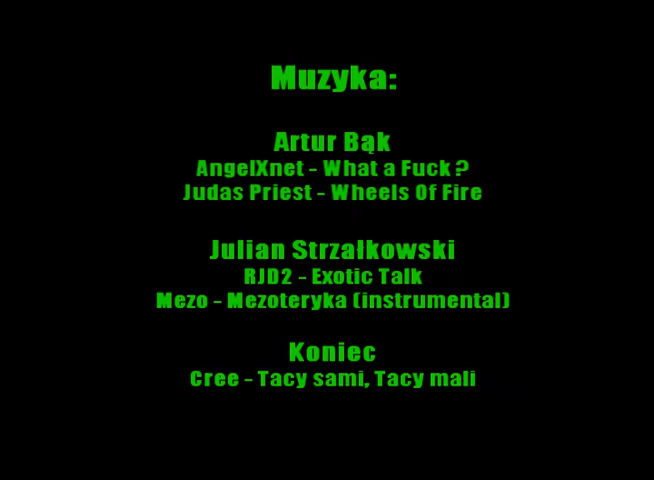 Muzyka:
Artur Bąk
AngelXnet - What a Fuck ?
Judas Priest - Wheels Of Fire
Julian Strzałkowski
RJD2 - Exotic Talk
Mezo - Mezoteryka (instrumental)
Koniec
Cree - Tacy sami, Tacy mali